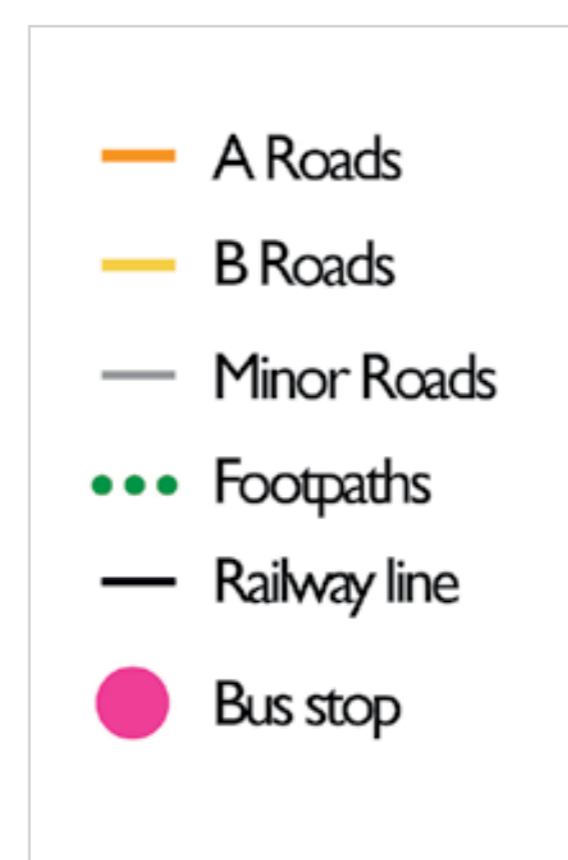 A Roads
B Roads
Minor Roads
Footpaths
Railway line
Bus stop